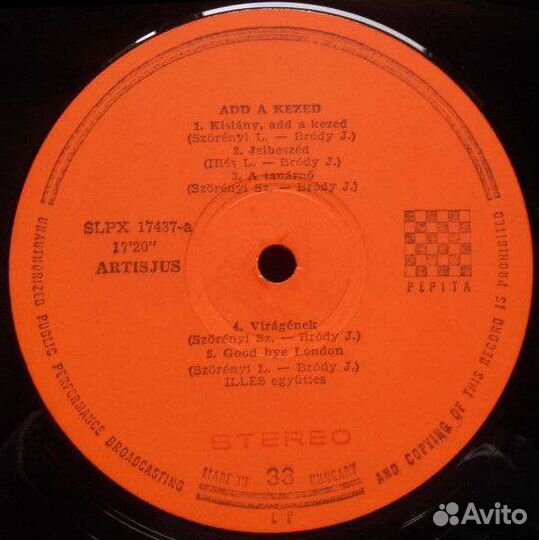 ADD A KEZED
1. Kislány, add a kezed
(Szörényi L. — Bródy J.)
2. Jelbeszéd
(Illés L. — Bródy J.)
3. A tanárnő
(Szörényi Sz. — Bródy J.)
SLPX 17437-a
17'20"
ARTISJUS
PEPITA
4. Virágének
(Szörényi Sz. — Bródy J.)
5. Good bye London
(Szörényi L. — Bródy J.)
ILLÉS együttes
STEREO
MADE IN 33 HUNGARY
LP
UNAUTHORIZED PUBLIC PERFORMANCE BROADCASTING AND COPYING OF THIS RECORD IS PROHIBITED
Avito